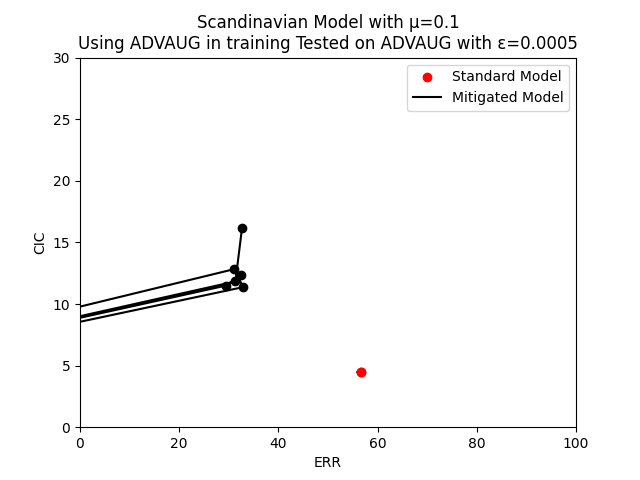 Scandinavian Model with μ=0.1
Using ADVAUG in training Tested on ADVAUG with ε=0.0005
Standard Model
Mitigated Model
30
25
20
15
10
5
0
CIC
0 20 40 60 80 100
ERR